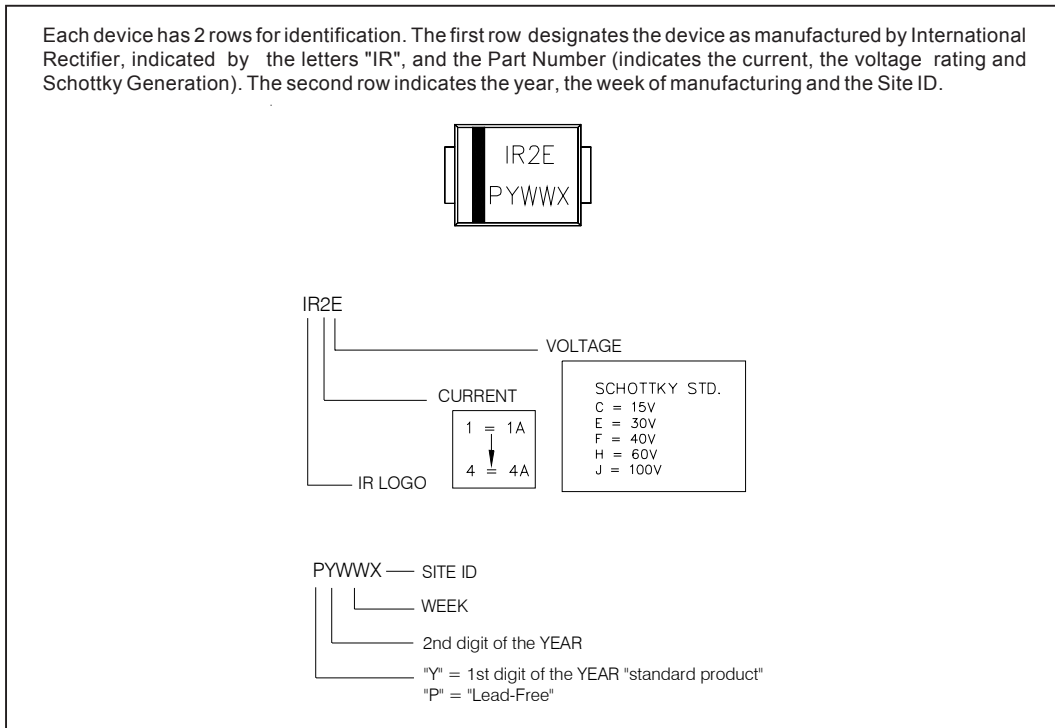 Each device has 2 rows for identification. The first row designates the device as manufactured by International
Rectifier, indicated by the letters "IR", and the Part Number (indicates the current, the voltage rating and
Schottky Generation). The second row indicates the year, the week of manufacturing and the Site ID.
IR2E
PYWWX
IR2E
VOLTAGE
SCHOTTKY STD.
C = 15V
E = 30V
F = 40V
H = 60V
J = 100V
CURRENT
1 = 1A
4 = 4A
IR LOGO
PYWWX
SITE ID
WEEK
2nd digit of the YEAR
"Y" = 1st digit of the YEAR "standard product"
"P" = "Lead-Free"